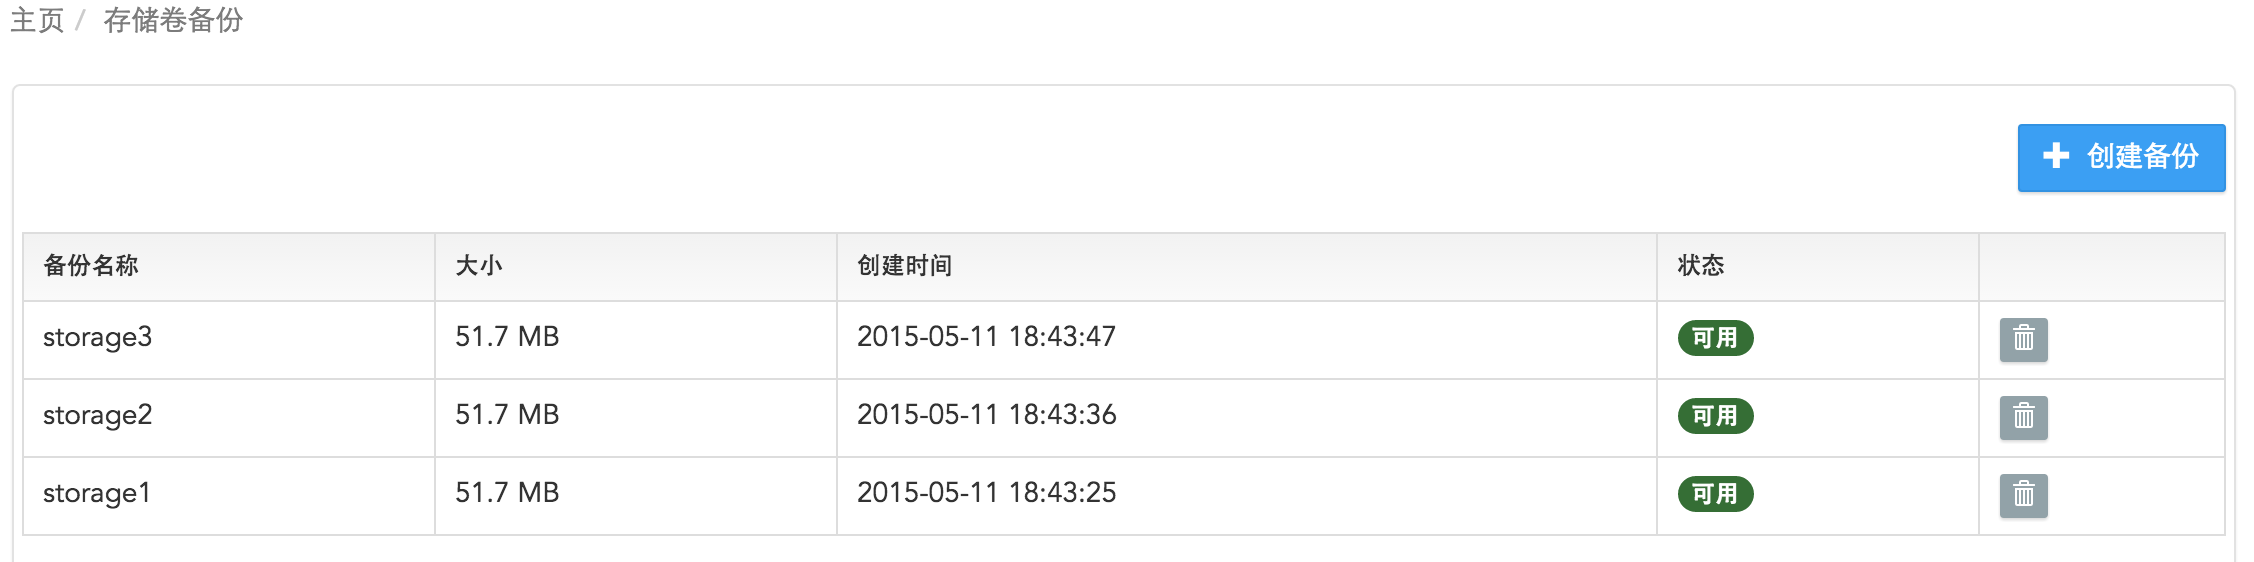 主页 / 存储卷备份
创建备份
备份名称 大小 创建时间 状态
storage3 51.7 MB 2015-05-11 18:43:47 可用
storage2 51.7 MB 2015-05-11 18:43:36 可用
storage1 51.7 MB 2015-05-11 18:43:25 可用